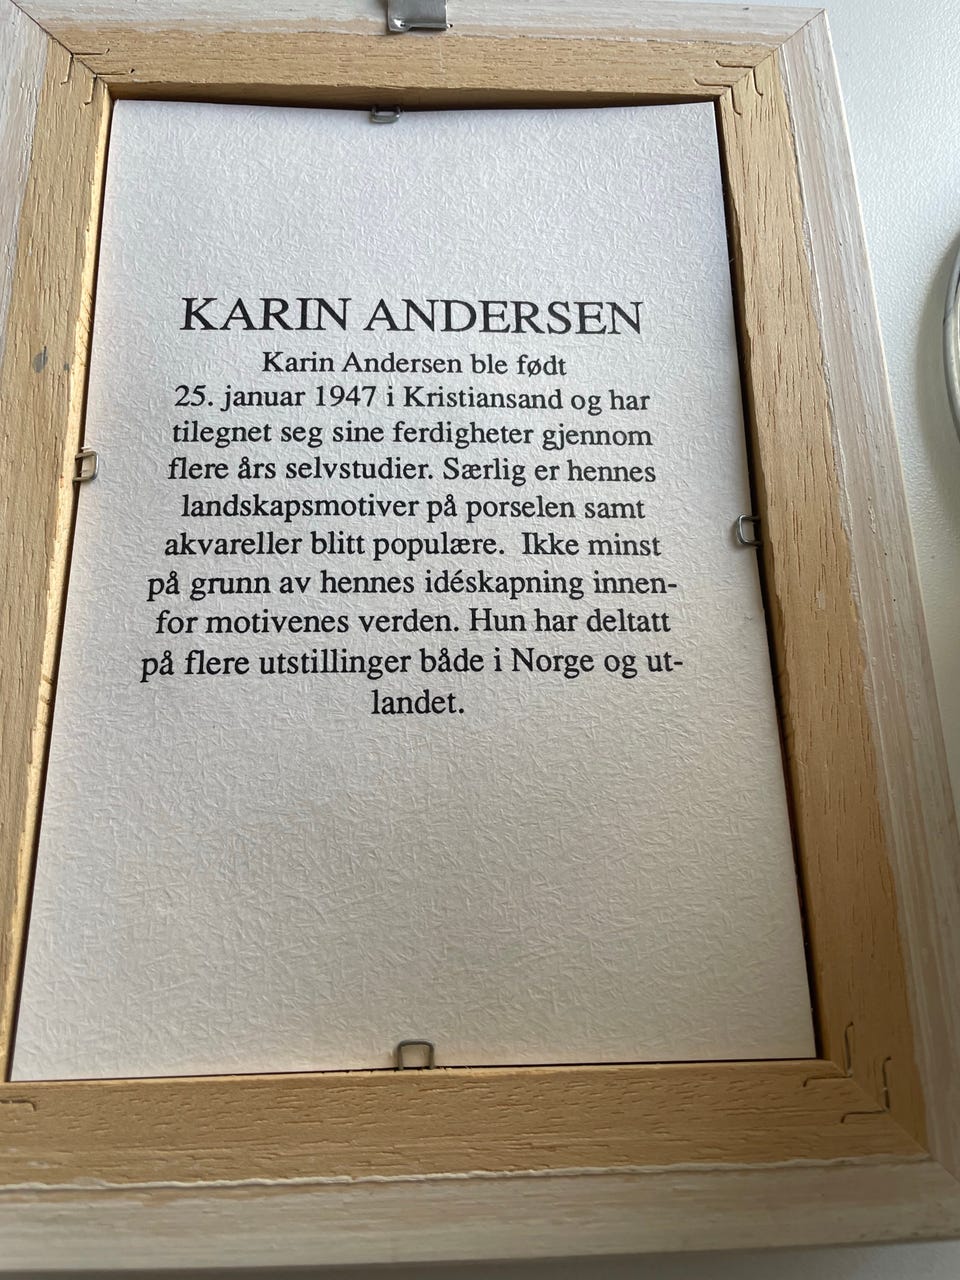 KARIN ANDERSEN
Karin Andersen ble født
25. januar 1947 i Kristiansand og har
tilegnet seg sine ferdigheter gjennom
flere års selvstudier. Særlig er hennes
landskapsmotiver på porselen samt
akvareller blitt populære.  Ikke minst
på grunn av hennes idéskapning innen-
for motivenes verden. Hun har deltatt
på flere utstillinger både i Norge og ut-
landet.